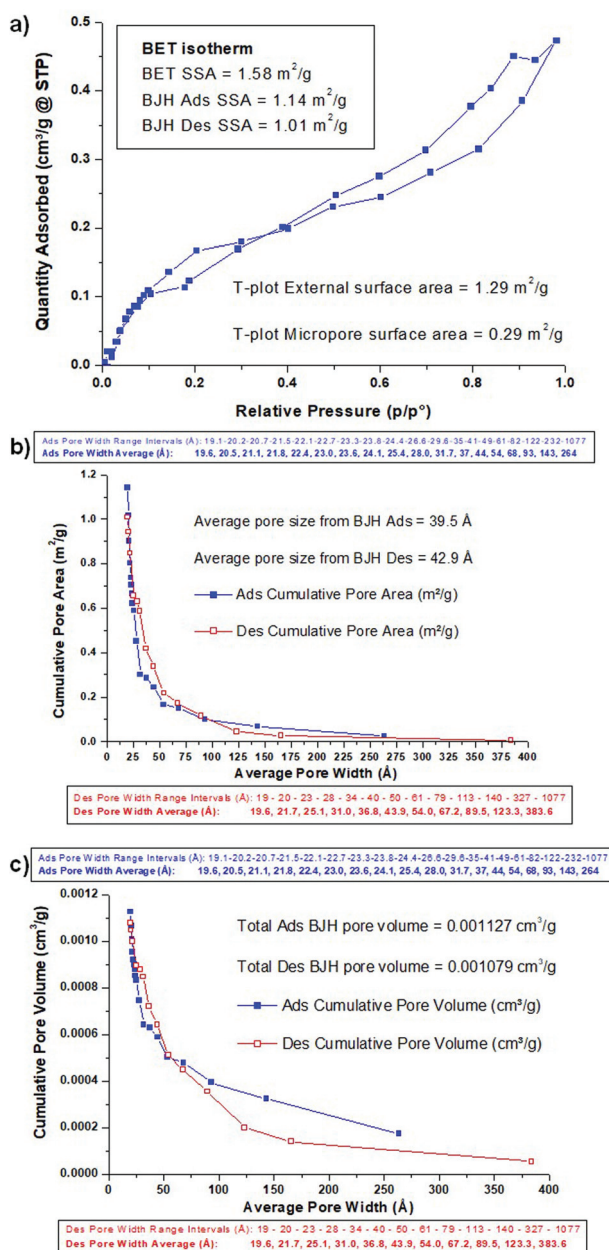 a)
BET isotherm
BET SSA = 1.58 m²/g
BJH Ads SSA = 1.14 m²/g
BJH Des SSA = 1.01 m²/g
T-plot External surface area = 1.29 m²/g
T-plot Micropore surface area = 0.29 m²/g
Quantity Adsorbed (cm³/g @ STP)
0.5
0.4
0.3
0.2
0.1
0.0
0.0 0.2 0.4 0.6 0.8 1.0
Relative Pressure (p/p°)
b)
Ads Pore Width Range Intervals (Å): 19.1-20.2-20.7-21.5-22.1-22.7-23.3-23.8-24.4-26.6-29.6-35-41-49-61-82-122-232-1077
Ads Pore Width Average (Å): 19.6, 20.5, 21.1, 21.8, 22.4, 23.0, 23.6, 24.1, 25.4, 28.0, 31.7, 37, 44, 54, 68, 93, 143, 264
Average pore size from BJH Ads = 39.5 Å
Average pore size from BJH Des = 42.9 Å
Ads Cumulative Pore Area (m²/g)
Des Cumulative Pore Area (m²/g)
Cumulative Pore Area (m²/g)
1.2
1.0
0.8
0.6
0.4
0.2
0.0
0 25 50 75 100 125 150 175 200 225 250 275 300 325 350 375 400
Average Pore Width (Å)
Des Pore Width Range Intervals (Å): 19 - 20 - 23 - 28 - 34 - 40 - 50 - 61 - 79 - 113 - 140 - 327 - 1077
Des Pore Width Average (Å): 19.6, 21.7, 25.1, 31.0, 36.8, 43.9, 54.0, 67.2, 89.5, 123.3, 383.6
c)
Ads Pore Width Range Intervals (Å): 19.1-20.2-20.7-21.5-22.1-22.7-23.3-23.8-24.4-26.6-29.6-35-41-49-61-82-122-232-1077
Ads Pore Width Average (Å): 19.6, 20.5, 21.1, 21.8, 22.4, 23.0, 23.6, 24.1, 25.4, 28.0, 31.7, 37, 44, 54, 68, 93, 143, 264
Total Ads BJH pore volume = 0.001127 cm³/g
Total Des BJH pore volume = 0.001079 cm³/g
Ads Cumulative Pore Volume (cm³/g)
Des Cumulative Pore Volume (cm³/g)
Cumulative Pore Volume (cm³/g)
0.0012
0.0010
0.0008
0.0006
0.0004
0.0002
0.0000
0 50 100 150 200 250 300 350 400
Average Pore Width (Å)
Des Pore Width Range Intervals (Å): 19 - 20 - 23 - 28 - 34 - 40 - 50 - 61 - 79 - 113 - 140 - 327 - 1077
Des Pore Width Average (Å): 19.6, 21.7, 25.1, 31.0, 36.8, 43.9, 54.0, 67.2, 89.5, 123.3, 383.6